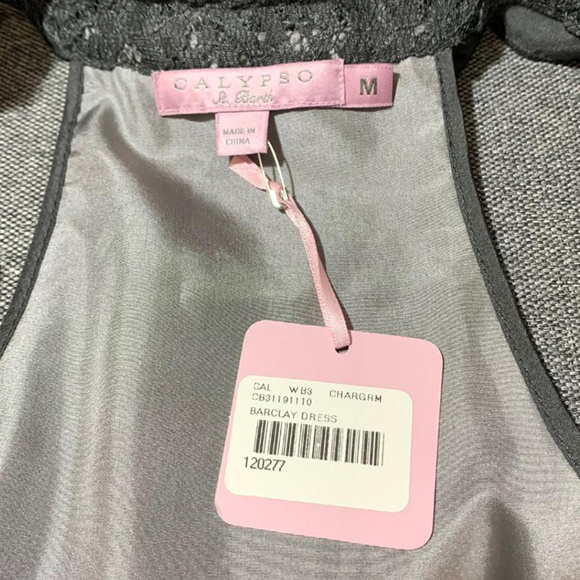 CALYPSO
St. Barth
M
MADE IN
CHINA
CAL WB3 CHARGRM
CB31191110
BARCLAY DRESS
120277